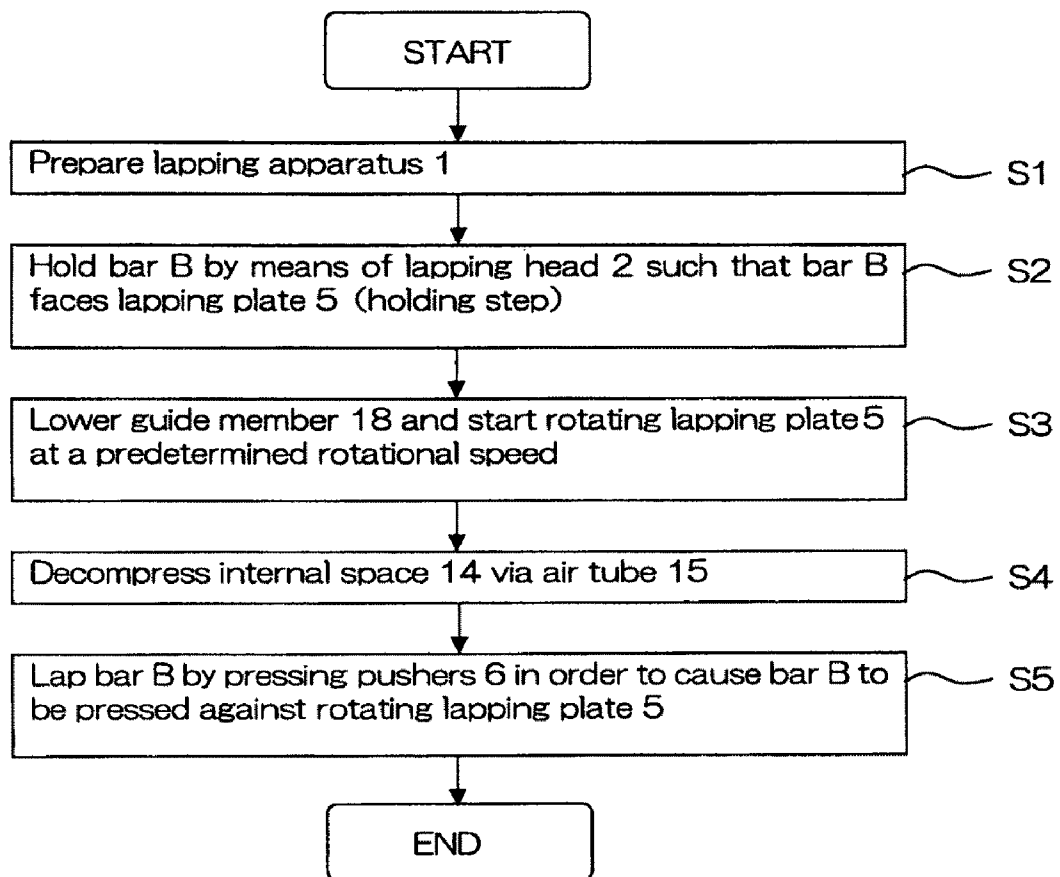 START
Prepare lapping apparatus 1
S1
Hold bar B by means of lapping head 2 such that bar B
faces lapping plate 5 (holding step)
S2
Lower guide member 18 and start rotating lapping plate 5
at a predetermined rotational speed
S3
Decompress internal space 14 via air tube 15
S4
Lap bar B by pressing pushers 6 in order to cause bar B to
be pressed against rotating lapping plate 5
S5
END